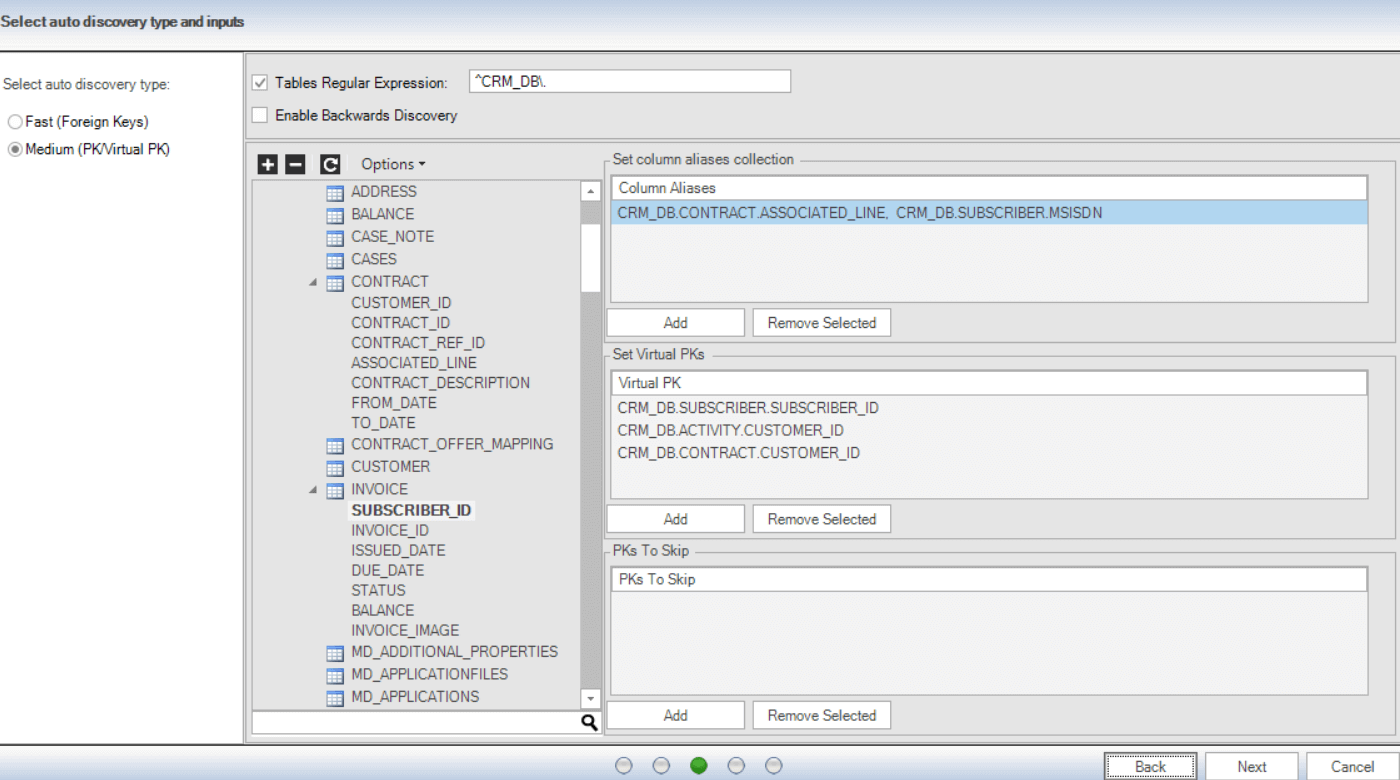 Select auto discovery type and inputs
Select auto discovery type:
Fast (Foreign Keys)
Medium (PK/Virtual PK)
Tables Regular Expression: ^CRM_DB\.
Enable Backwards Discovery
Options
ADDRESS
BALANCE
CASE_NOTE
CASES
CONTRACT
CUSTOMER_ID
CONTRACT_ID
CONTRACT_REF_ID
ASSOCIATED_LINE
CONTRACT_DESCRIPTION
FROM_DATE
TO_DATE
CONTRACT_OFFER_MAPPING
CUSTOMER
INVOICE
SUBSCRIBER_ID
INVOICE_ID
ISSUED_DATE
DUE_DATE
STATUS
BALANCE
INVOICE_IMAGE
MD_ADDITIONAL_PROPERTIES
MD_APPLICATIONFILES
MD_APPLICATIONS
Set column aliases collection
Column Aliases
CRM_DB.CONTRACT.ASSOCIATED_LINE, CRM_DB.SUBSCRIBER.MSISDN
Add Remove Selected
Set Virtual PKs
Virtual PK
CRM_DB.SUBSCRIBER.SUBSCRIBER_ID
CRM_DB.ACTIVITY.CUSTOMER_ID
CRM_DB.CONTRACT.CUSTOMER_ID
Add Remove Selected
PKs To Skip
PKs To Skip
Add Remove Selected
Back Next Cancel